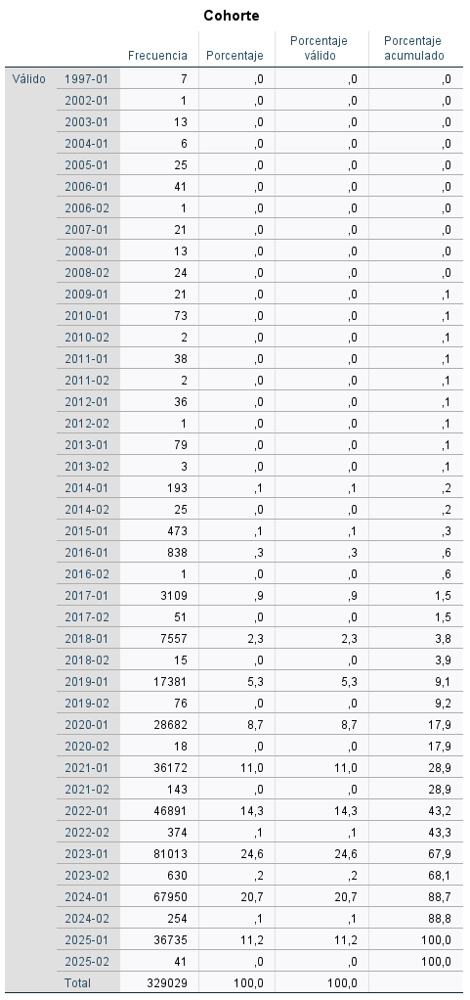 Cohorte
Frecuencia Porcentaje Porcentaje válido Porcentaje acumulado
Válido 1997-01 7 ,0 ,0 ,0
2002-01 1 ,0 ,0 ,0
2003-01 13 ,0 ,0 ,0
2004-01 6 ,0 ,0 ,0
2005-01 25 ,0 ,0 ,0
2006-01 41 ,0 ,0 ,0
2006-02 1 ,0 ,0 ,0
2007-01 21 ,0 ,0 ,0
2008-01 13 ,0 ,0 ,0
2008-02 24 ,0 ,0 ,0
2009-01 21 ,0 ,0 ,1
2010-01 73 ,0 ,0 ,1
2010-02 2 ,0 ,0 ,1
2011-01 38 ,0 ,0 ,1
2011-02 2 ,0 ,0 ,1
2012-01 36 ,0 ,0 ,1
2012-02 1 ,0 ,0 ,1
2013-01 79 ,0 ,0 ,1
2013-02 3 ,0 ,0 ,1
2014-01 193 ,1 ,1 ,2
2014-02 25 ,0 ,0 ,2
2015-01 473 ,1 ,1 ,3
2016-01 838 ,3 ,3 ,6
2016-02 1 ,0 ,0 ,6
2017-01 3109 ,9 ,9 1,5
2017-02 51 ,0 ,0 1,5
2018-01 7557 2,3 2,3 3,8
2018-02 15 ,0 ,0 3,9
2019-01 17381 5,3 5,3 9,1
2019-02 76 ,0 ,0 9,2
2020-01 28682 8,7 8,7 17,9
2020-02 18 ,0 ,0 17,9
2021-01 36172 11,0 11,0 28,9
2021-02 143 ,0 ,0 28,9
2022-01 46891 14,3 14,3 43,2
2022-02 374 ,1 ,1 43,3
2023-01 81013 24,6 24,6 67,9
2023-02 630 ,2 ,2 68,1
2024-01 67950 20,7 20,7 88,7
2024-02 254 ,1 ,1 88,8
2025-01 36735 11,2 11,2 100,0
2025-02 41 ,0 ,0 100,0
Total 329029 100,0 100,0